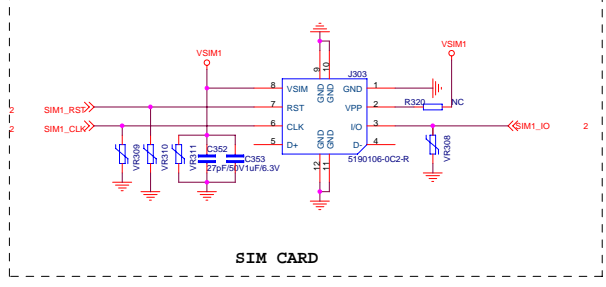 VSIM1
VSIM1
9
10
GND
GND
J303
8
VSIM
GND
1
2
SIM1_RST
7
RST
VPP
2
R320
NC
2
SIM1_CLK
6
CLK
I/O
3
SIM1_IO
2
5
D+
GND
GND
D-
4
5190106-0C2-R
VR309
VR310
VR311
C352
27pF/50V
C353
1uF/6.3V
12
11
VR308
SIM CARD